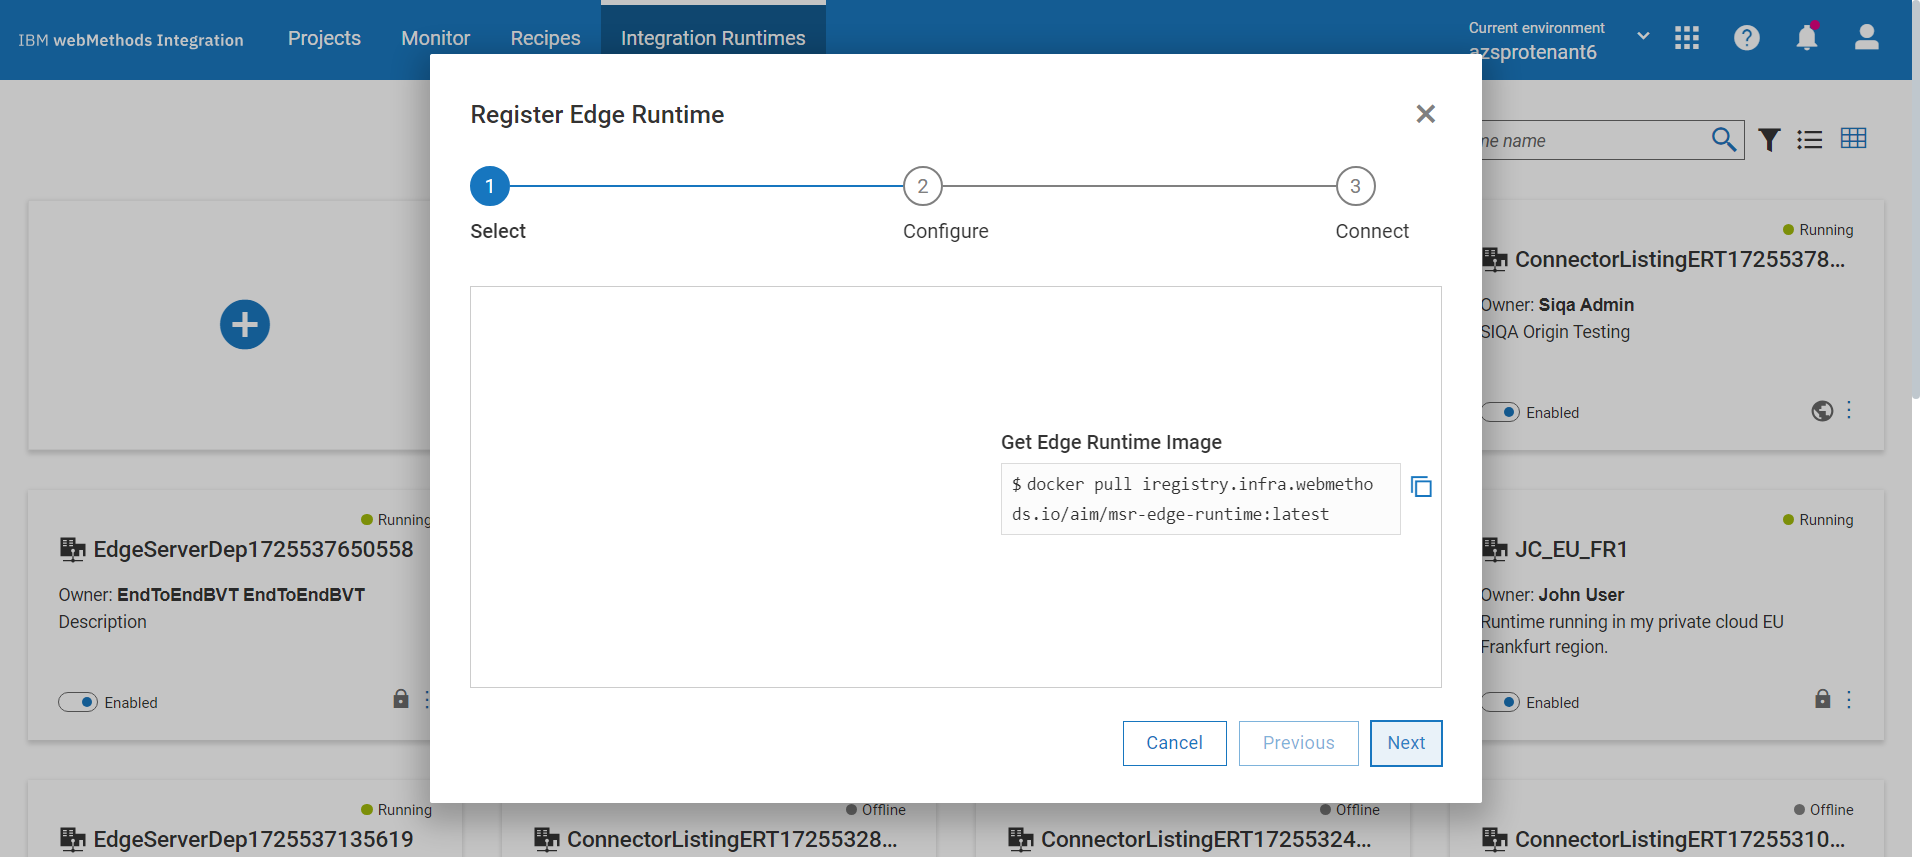 IBM webMethods Integration
Projects
Monitor
Recipes
Integration Runtimes
Current environment
azsprotenant6
Register Edge Runtime
ne name
1
2
3
Select
Configure
Connect
Get Edge Runtime Image
$ docker pull iregistry.infra.webmetho
ds.io/aim/msr-edge-runtime:latest
Cancel
Previous
Next
Running
ConnectorListingERT17255378...
Owner: Siqa Admin
SIQA Origin Testing
Enabled
Running
EdgeServerDep1725537650558
Owner: EndToEndBVT EndToEndBVT
Description
Enabled
Running
JC_EU_FR1
Owner: John User
Runtime running in my private cloud EU
Frankfurt region.
Enabled
Running
EdgeServerDep1725537135619
Offline
ConnectorListingERT17255328...
Offline
ConnectorListingERT17255324...
Offline
ConnectorListingERT17255310...